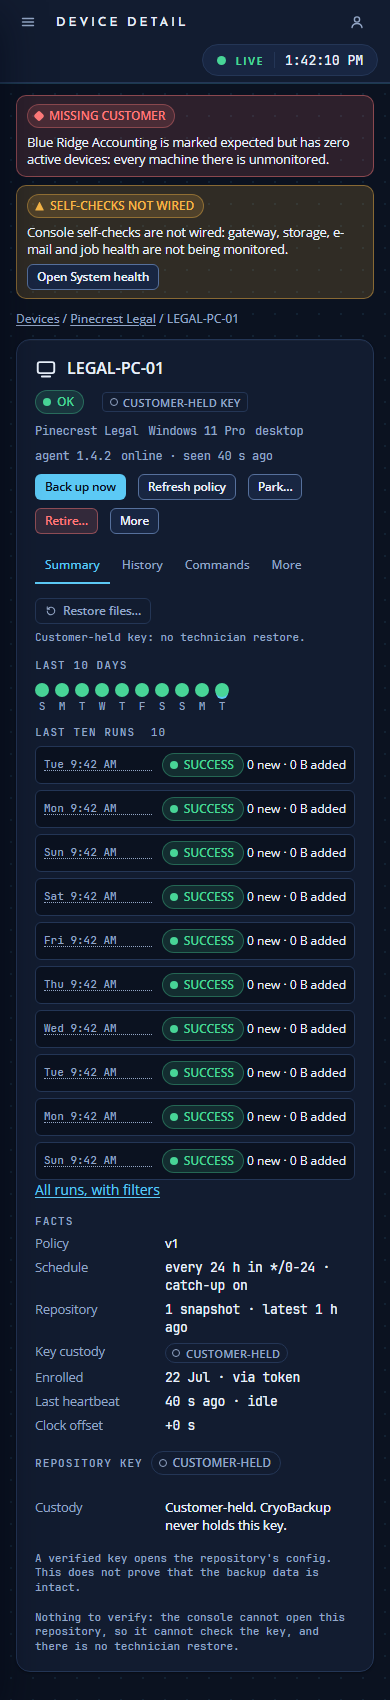 DEVICE DETAIL
LIVE 1:42:10 PM
MISSING CUSTOMER
Blue Ridge Accounting is marked expected but has zero
active devices: every machine there is unmonitored.
SELF-CHECKS NOT WIRED
Console self-checks are not wired: gateway, storage, e-
mail and job health are not being monitored.
Open System health
Devices / Pinecrest Legal / LEGAL-PC-01
LEGAL-PC-01
OK CUSTOMER-HELD KEY
Pinecrest Legal Windows 11 Pro desktop
agent 1.4.2 online · seen 40 s ago
Back up now Refresh policy Park...
Retire... More
Summary History Commands More
Restore files...
Customer-held key: no technician restore.
LAST 10 DAYS
S M T W T F S S M T
LAST TEN RUNS 10
Tue 9:42 AM SUCCESS 0 new · 0 B added
Mon 9:42 AM SUCCESS 0 new · 0 B added
Sun 9:42 AM SUCCESS 0 new · 0 B added
Sat 9:42 AM SUCCESS 0 new · 0 B added
Fri 9:42 AM SUCCESS 0 new · 0 B added
Thu 9:42 AM SUCCESS 0 new · 0 B added
Wed 9:42 AM SUCCESS 0 new · 0 B added
Tue 9:42 AM SUCCESS 0 new · 0 B added
Mon 9:42 AM SUCCESS 0 new · 0 B added
Sun 9:42 AM SUCCESS 0 new · 0 B added
All runs, with filters
FACTS
Policy v1
Schedule every 24 h in */0-24 ·
catch-up on
Repository 1 snapshot · latest 1 h
ago
Key custody CUSTOMER-HELD
Enrolled 22 Jul · via token
Last heartbeat 40 s ago · idle
Clock offset +0 s
REPOSITORY KEY CUSTOMER-HELD
Custody Customer-held. CryoBackup
never holds this key.
A verified key opens the repository's config.
This does not prove that the backup data is
intact.
Nothing to verify: the console cannot open this
repository, so it cannot check the key, and
there is no technician restore.